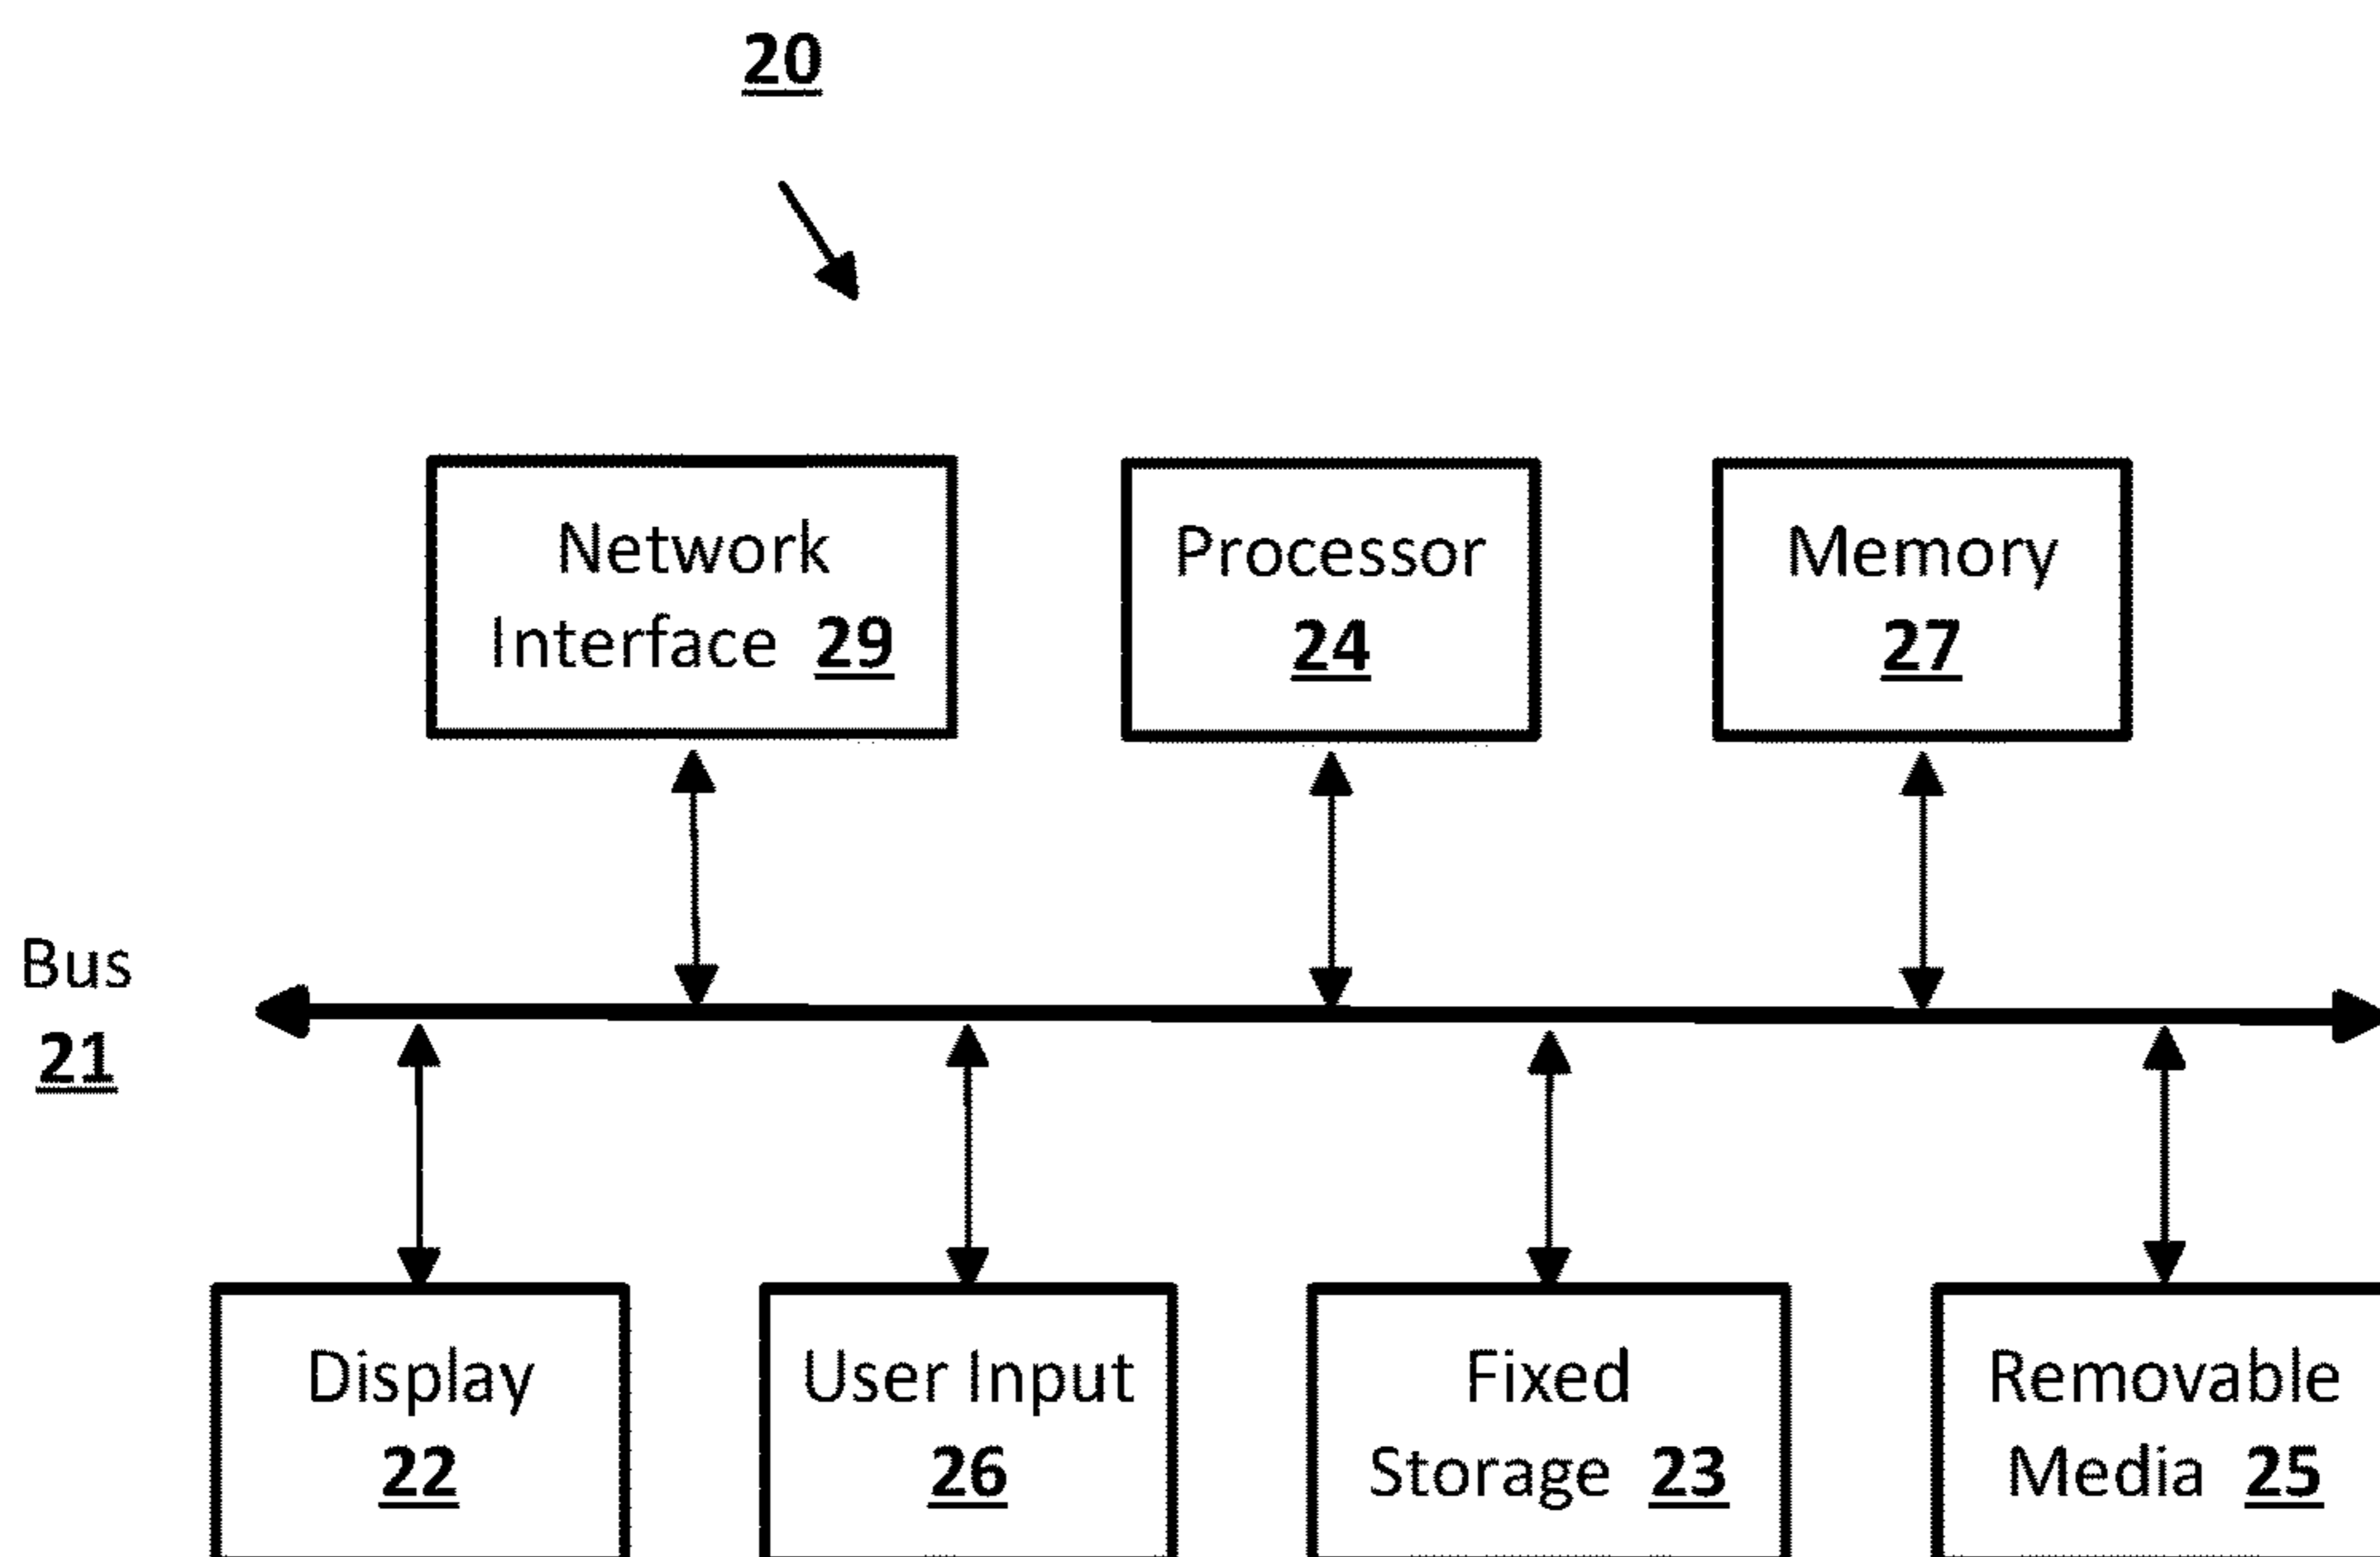 20
Network
Interface 29
Processor
24
Memory
27
Bus
21
Display
22
User Input
26
Fixed
Storage 23
Removable
Media 25